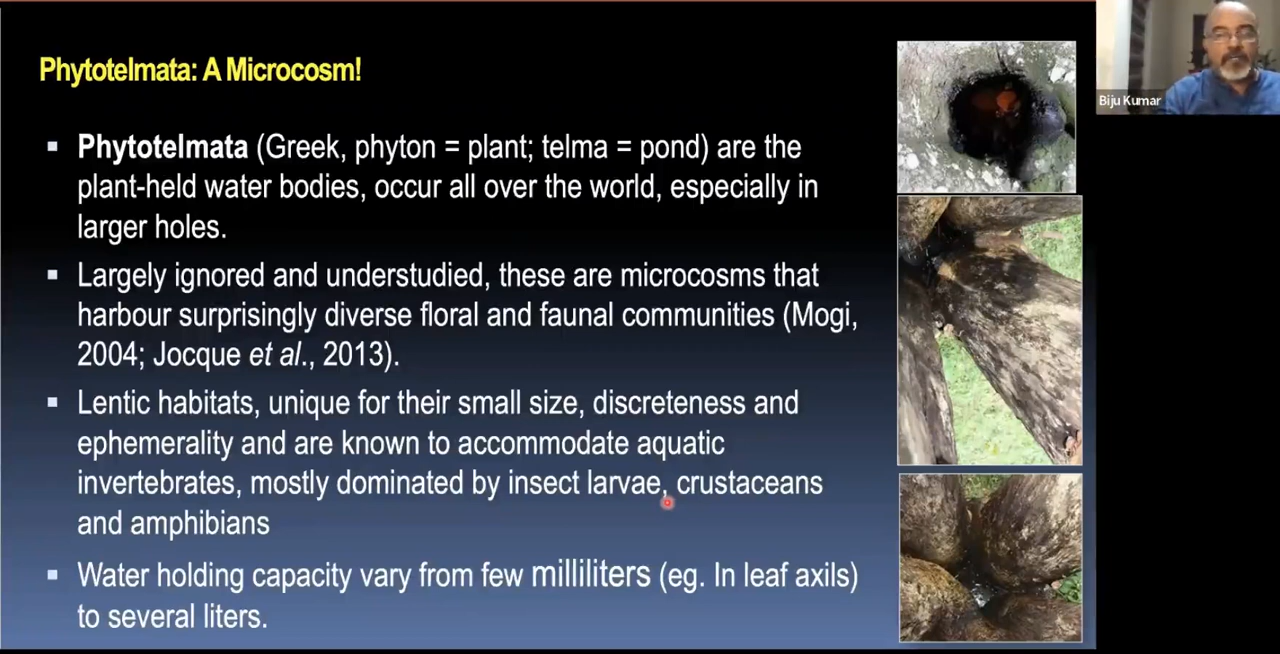 Phytotelmata: A Microcosm!
Biju Kumar
▪ Phytotelmata (Greek, phyton = plant; telma = pond) are the
plant-held water bodies, occur all over the world, especially in
larger holes.
▪ Largely ignored and understudied, these are microcosms that
harbour surprisingly diverse floral and faunal communities (Mogi,
2004; Jocque et al., 2013).
▪ Lentic habitats, unique for their small size, discreteness and
ephemerality and are known to accommodate aquatic
invertebrates, mostly dominated by insect larvae, crustaceans
and amphibians
▪ Water holding capacity vary from few milliliters (eg. In leaf axils)
to several liters.